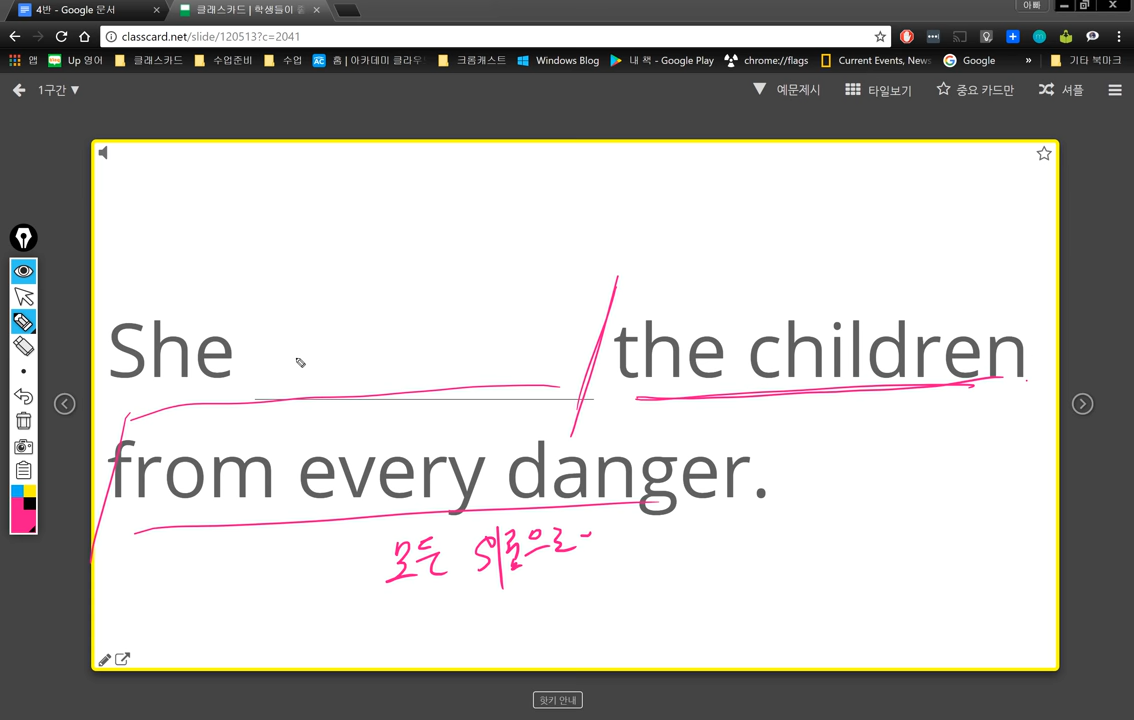 4반 - Google 문서
클래스카드 | 학생들이 좋
아빠
classcard.net/slide/120513?c=2041
앱 Up 영어 클래스카드 수업준비 수업 홈 | 아카데미 클라우 크롬캐스트 Windows Blog 내 책 - Google Play chrome://flags Current Events, News Google » 기타 북마크
1구간 ▼ ▼ 예문제시 타일보기 중요 카드만 셔플
She the children
from every danger.
모든 위험으로
핫키 안내